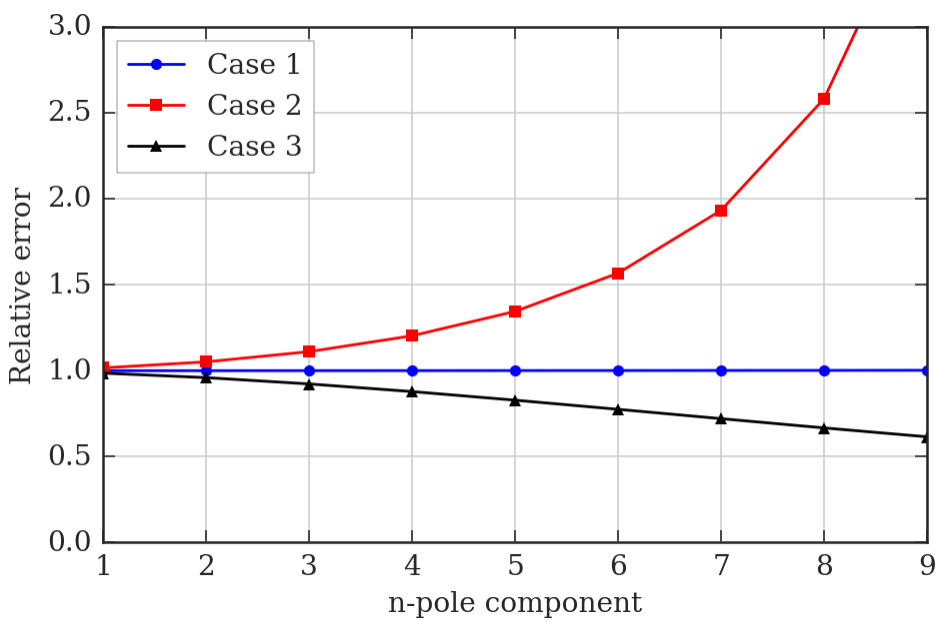 3.0
2.5
2.0
1.5
1.0
0.5
0.0
Relative error
Case 1
Case 2
Case 3
1 2 3 4 5 6 7 8 9
n-pole component